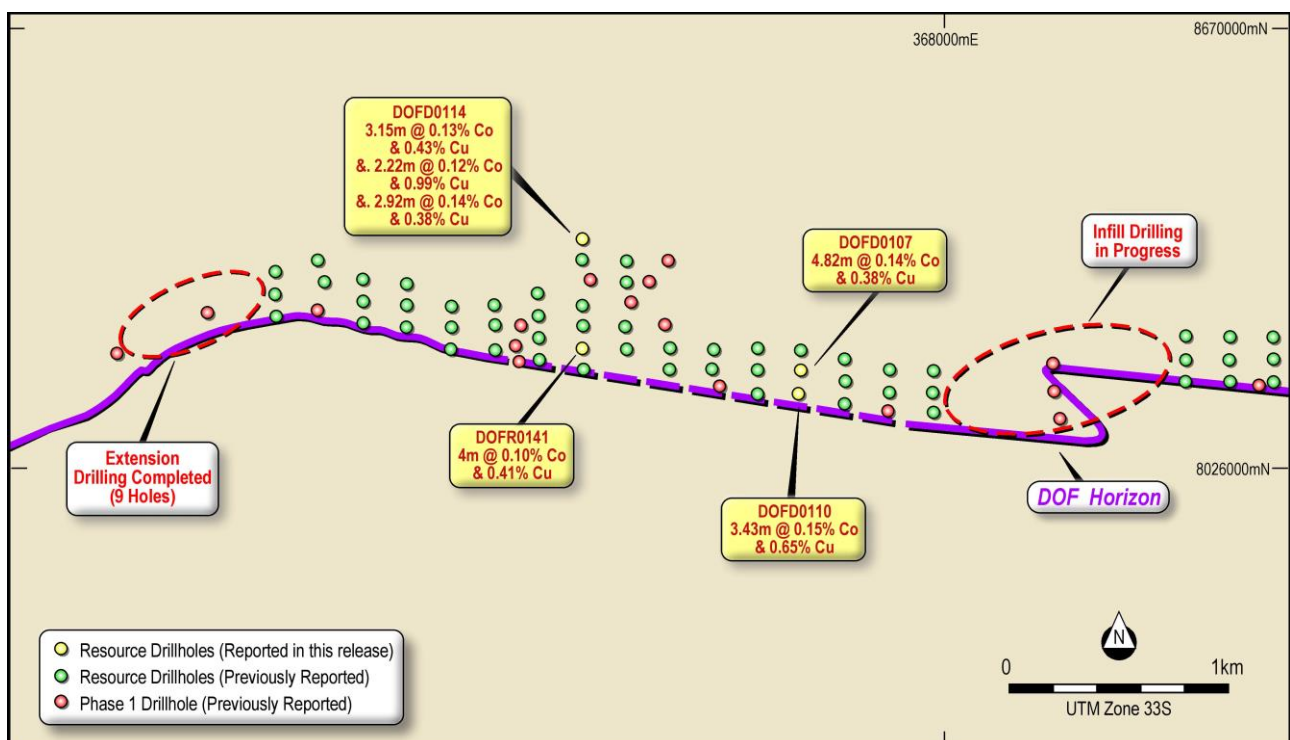 368000mE
8670000mN
DOFD0114
3.15m @ 0.13% Co
& 0.43% Cu
&. 2.22m @ 0.12% Co
& 0.99% Cu
&. 2.92m @ 0.14% Co
& 0.38% Cu
DOFD0107
4.82m @ 0.14% Co
& 0.38% Cu
Infill Drilling
in Progress
Extension
Drilling Completed
(9 Holes)
DOFR0141
4m @ 0.10% Co
& 0.41% Cu
DOFD0110
3.43m @ 0.15% Co
& 0.65% Cu
DOF Horizon
8026000mN
Resource Drillholes (Reported in this release)
Resource Drillholes (Previously Reported)
Phase 1 Drillhole (Previously Reported)
N
0 1km
UTM Zone 33S